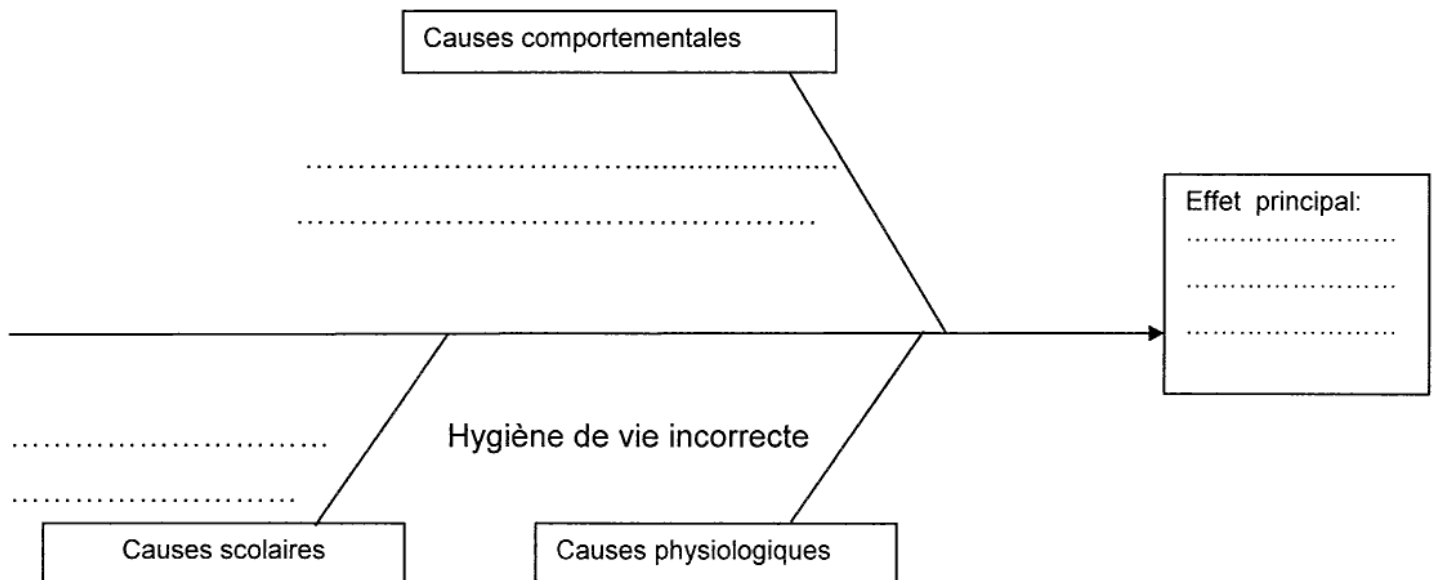 Causes comportementales
................................................................
................................................................
Effet principal:
..........................
..........................
..........................
Hygiène de vie incorrecte
....................................
................................
Causes scolaires
Causes physiologiques